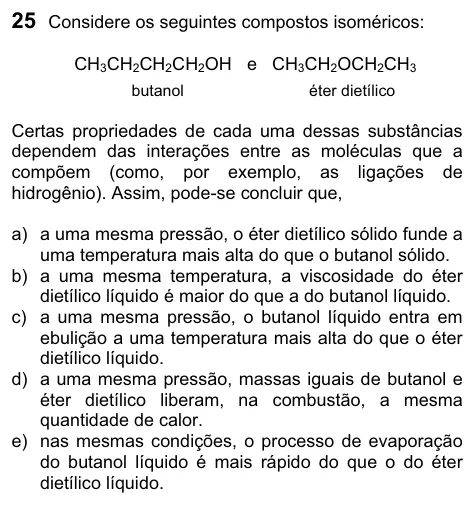 25 Considere os seguintes compostos isoméricos:
CH₃CH₂CH₂CH₂OH e CH₃CH₂OCH₂CH₃
butanol éter dietílico
Certas propriedades de cada uma dessas substâncias
dependem das interações entre as moléculas que a
compõem (como, por exemplo, as ligações de
hidrogênio). Assim, pode-se concluir que,
a) a uma mesma pressão, o éter dietílico sólido funde a
uma temperatura mais alta do que o butanol sólido.
b) a uma mesma temperatura, a viscosidade do éter
dietílico líquido é maior do que a do butanol líquido.
c) a uma mesma pressão, o butanol líquido entra em
ebulição a uma temperatura mais alta do que o éter
dietílico líquido.
d) a uma mesma pressão, massas iguais de butanol e
éter dietílico liberam, na combustão, a mesma
quantidade de calor.
e) nas mesmas condições, o processo de evaporação
do butanol líquido é mais rápido do que o do éter
dietílico líquido.